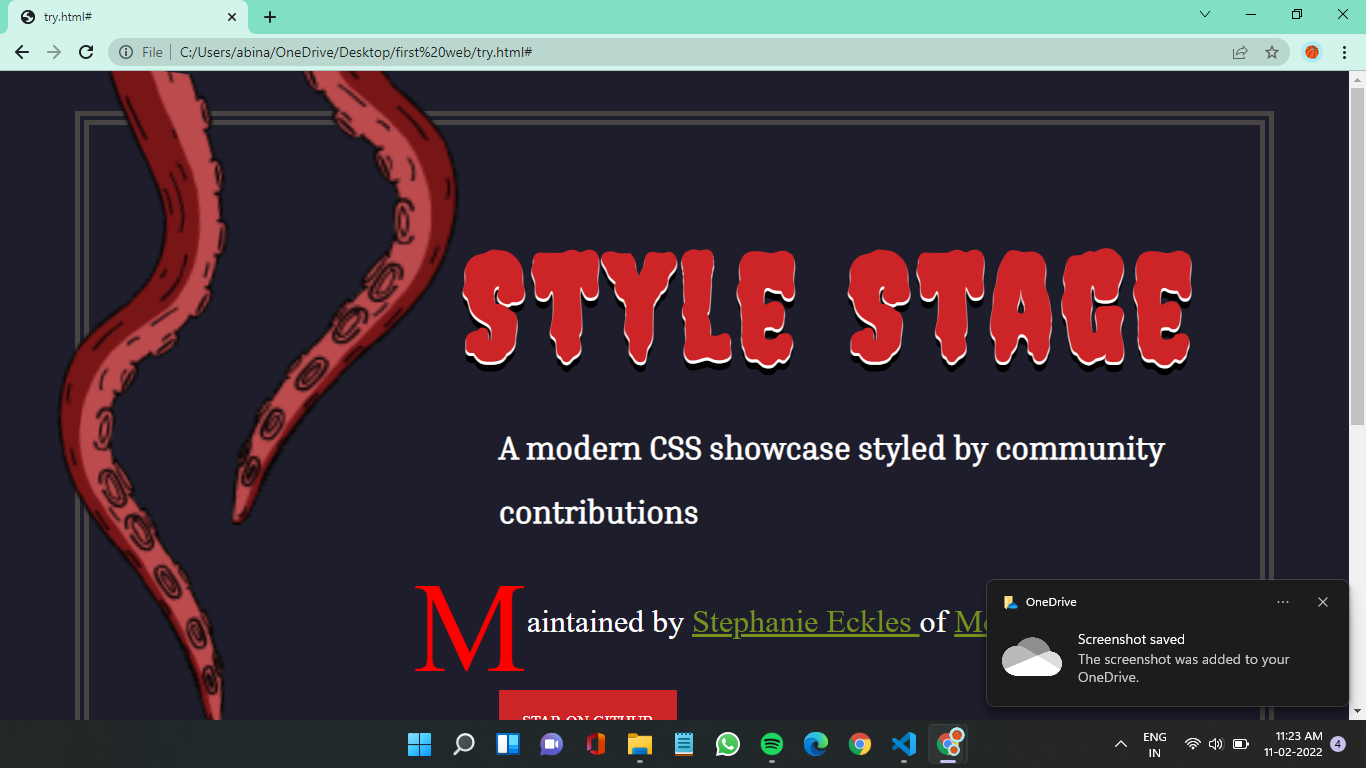 try.html#
File
C:/Users/abina/OneDrive/Desktop/first%20web/try.html#
STYLE STAGE
A modern CSS showcase styled by community
contributions
Maintained by Stephanie Eckles of
STAR ON GITHUB
OneDrive
Screenshot saved
The screenshot was added to your
OneDrive.
ENG
IN
11:23 AM
11-02-2022
4